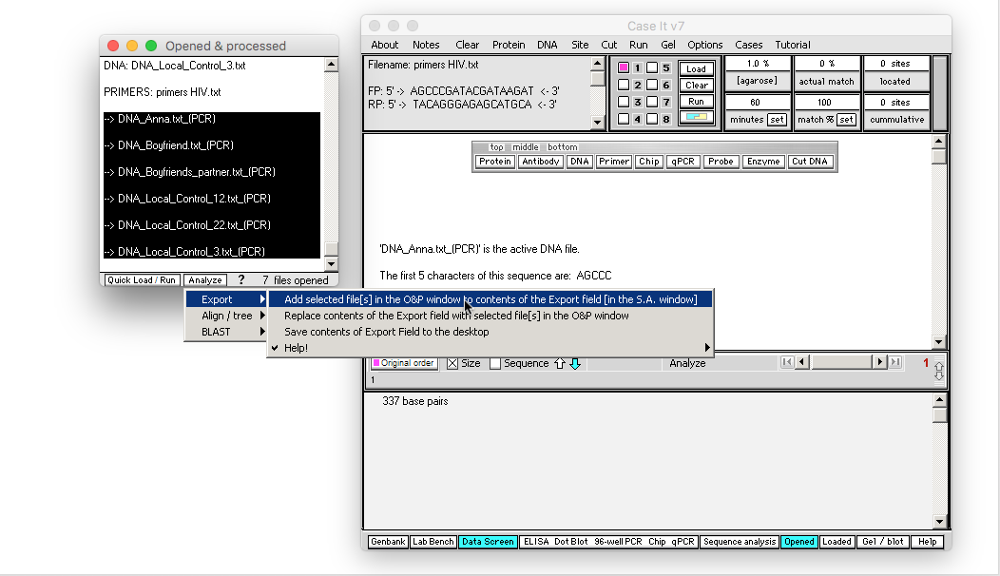 Opened & processed
DNA: DNA_Local_Control_3.txt
PRIMERS: primers HIV.txt
--> DNA_Anna.txt_(PCR)
--> DNA_Boyfriend.txt_(PCR)
--> DNA_Boyfriends_partner.txt_(PCR)
--> DNA_Local_Control_12.txt_(PCR)
--> DNA_Local_Control_22.txt_(PCR)
--> DNA_Local_Control_3.txt_(PCR)
Quick Load / Run Analyze ? 7 files opened
Export
Align / tree
BLAST
Add selected file[s] in the O&P window to contents of the Export field [in the S.A. window]
Replace contents of the Export field with selected file[s] in the O&P window
Save contents of Export Field to the desktop
✓ Help!
Case It v7
About Notes Clear Protein DNA Site Cut Run Gel Options Cases Tutorial
Filename: primers HIV.txt
FP: 5' -> AGCCCGATACGATAAGAT <- 3'
RP: 5' -> TACAGGGAGAGCATGCA <- 3'
1 5
2 6
3 7
4 8
Load
Clear
Run
1.0 %
[agarose]
60
minutes set
0 %
actual match
100
match % set
0 sites
located
0 sites
cummulative
top middle bottom
Protein Antibody DNA Primer Chip qPCR Probe Enzyme Cut DNA
'DNA_Anna.txt_(PCR)' is the active DNA file.
The first 5 characters of this sequence are: AGCCC
Original order Size Sequence Analyze 1
1
337 base pairs
Genbank Lab Bench Data Screen ELISA Dot Blot 96-well PCR Chip qPCR Sequence analysis Opened Loaded Gel / blot Help